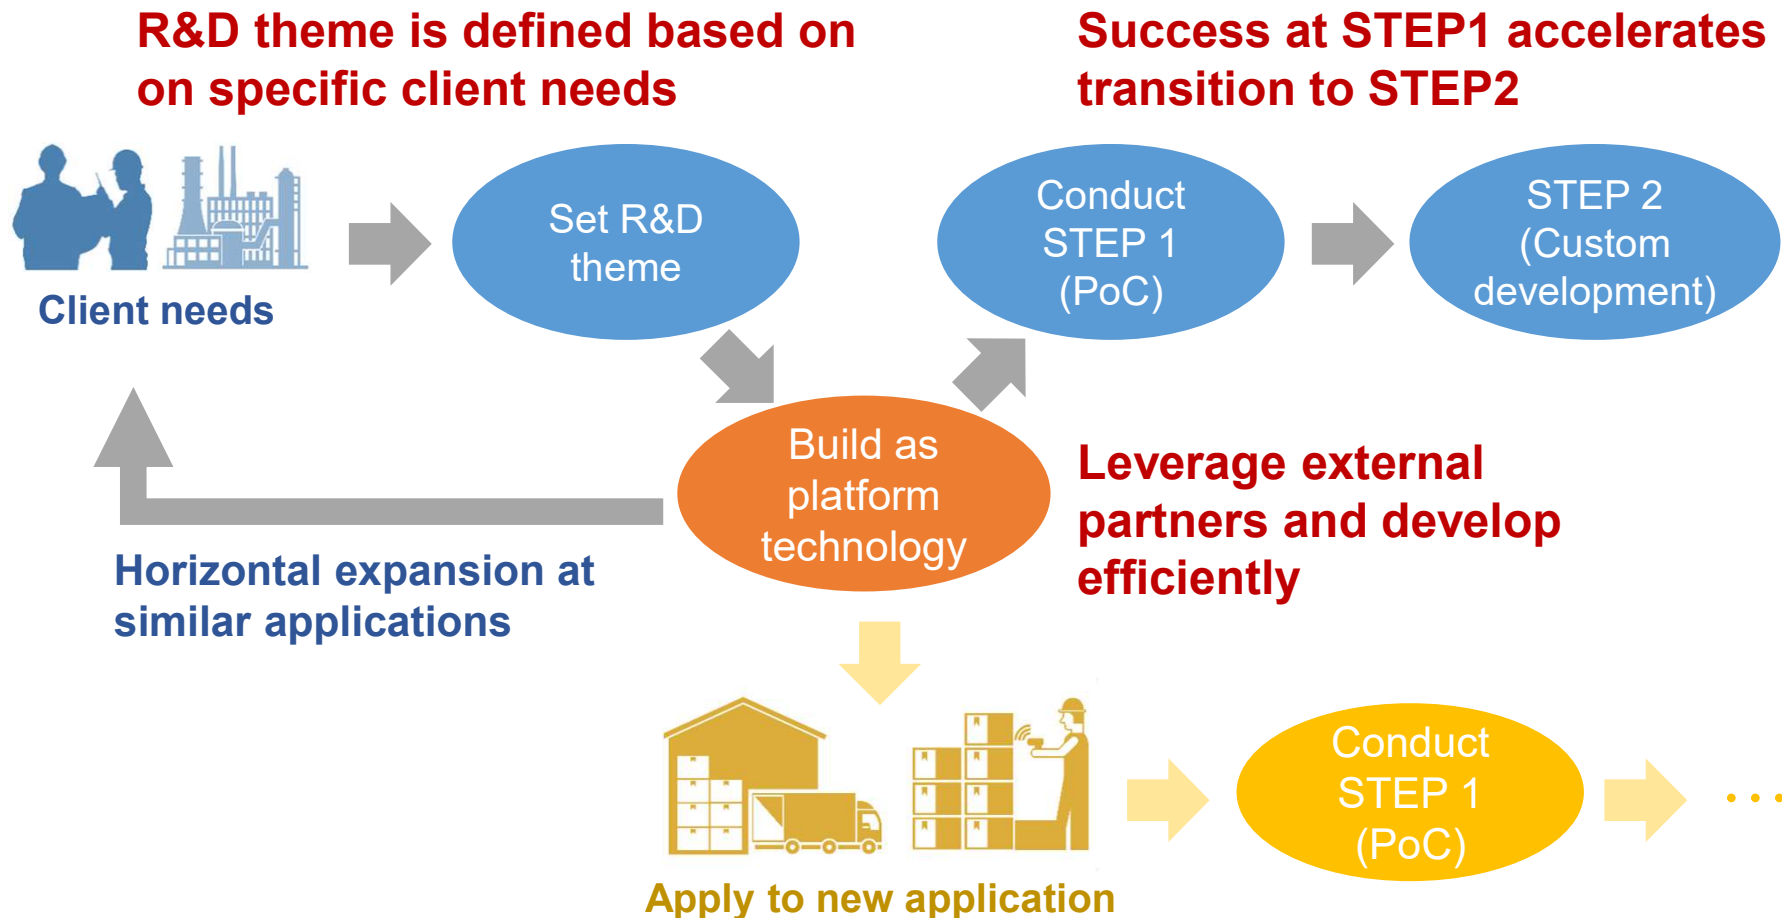 R&D theme is defined based on
on specific client needs
Success at STEP1 accelerates
transition to STEP2
Client needs
Set R&D
theme
Conduct
STEP 1
(PoC)
STEP 2
(Custom
development)
Build as
platform
technology
Leverage external
partners and develop
efficiently
Horizontal expansion at
similar applications
Apply to new application
Conduct
STEP 1
(PoC)
...